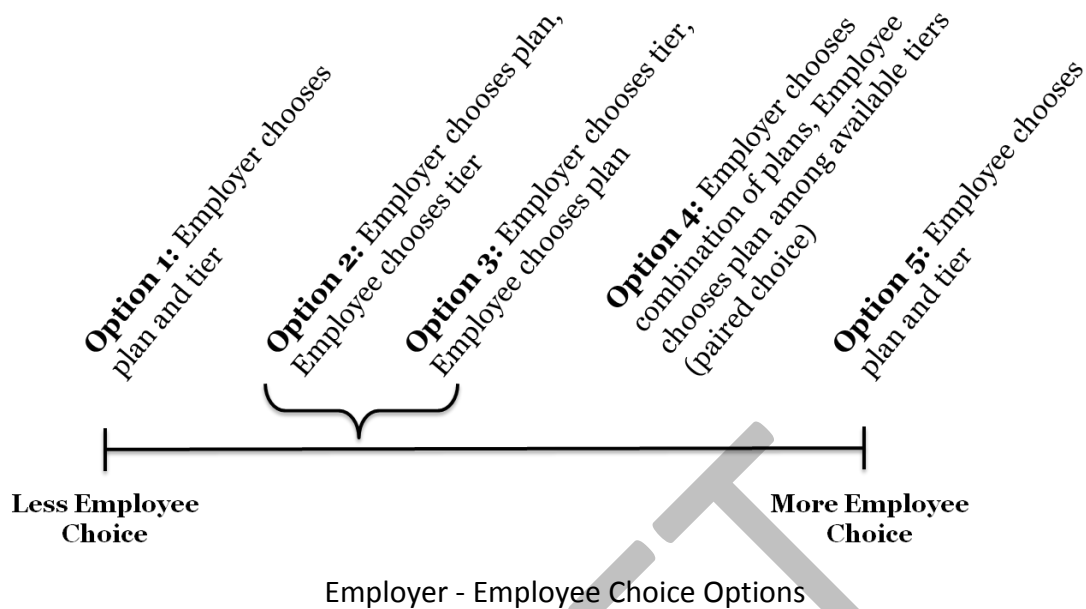 Option 1: Employer chooses
plan and tier
Option 2: Employer chooses plan,
Employee chooses tier
Option 3: Employer chooses tier,
Employee chooses plan
Option 4: Employer chooses
combination of plans, Employee
chooses plan among available tiers
(paired choice)
Option 5: Employee chooses
plan and tier
Less Employee
Choice
More Employee
Choice
Employer - Employee Choice Options